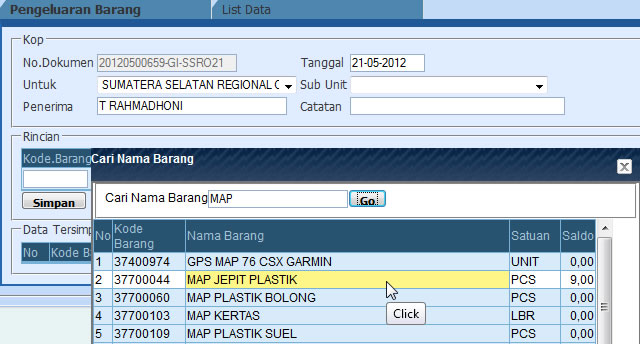 Pengeluaran Barang List Data
Kop
No.Dokumen 20120500659-GI-SSRO21 Tanggal 21-05-2012
Untuk SUMATERA SELATAN REGIONAL Sub Unit
Penerima T RAHMADHONI Catatan
Rincian
Kode.Barang
Cari Nama Barang
Cari Nama Barang MAP Go
Simpan
Data Tersimp
No Kode B
No Kode Barang Nama Barang Satuan Saldo
1 37400974 GPS MAP 76 CSX GARMIN UNIT 0,00
2 37700044 MAP JEPIT PLASTIK PCS 9,00
3 37700060 MAP PLASTIK BOLONG PCS 0,00
4 37700103 MAP KERTAS LBR 0,00
5 37700109 MAP PLASTIK SUEL PCS 0,00
Click